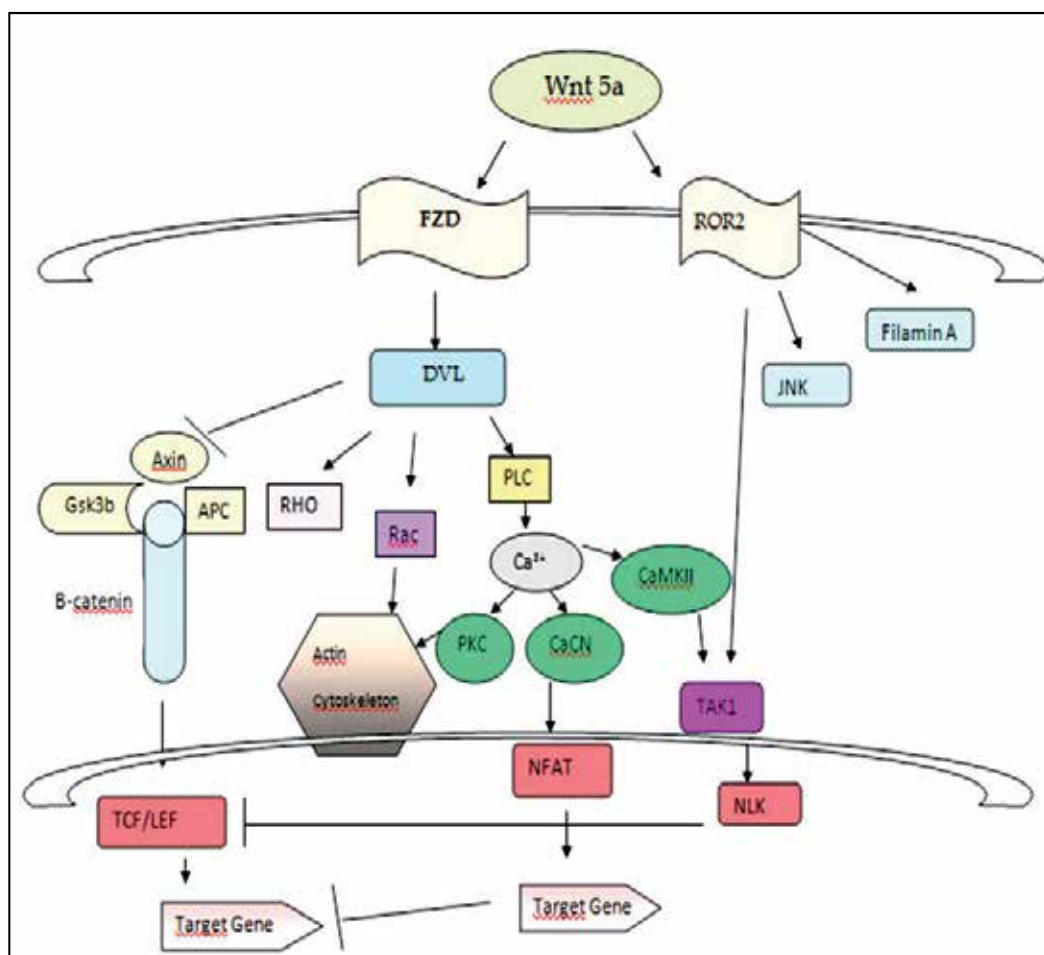 Wnt 5a
FZD
ROR2
Filamin A
DVL
JNK
Axin
Gsk3b
APC
RHO
PLC
Rac
Ca²⁺
CaMKII
B-catenin
PKC
CaCN
Actin
cytoskeleton
TAK1
NFAT
NLK
TCF/LEF
Target Gene
Target Gene